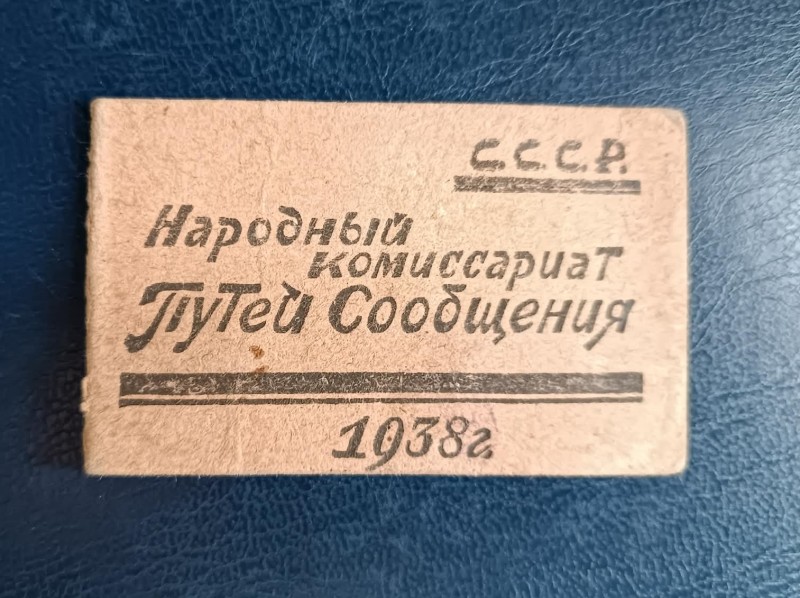 С.С.С.Р.
Народный
комиссариат
Путей Сообщения
1938г.